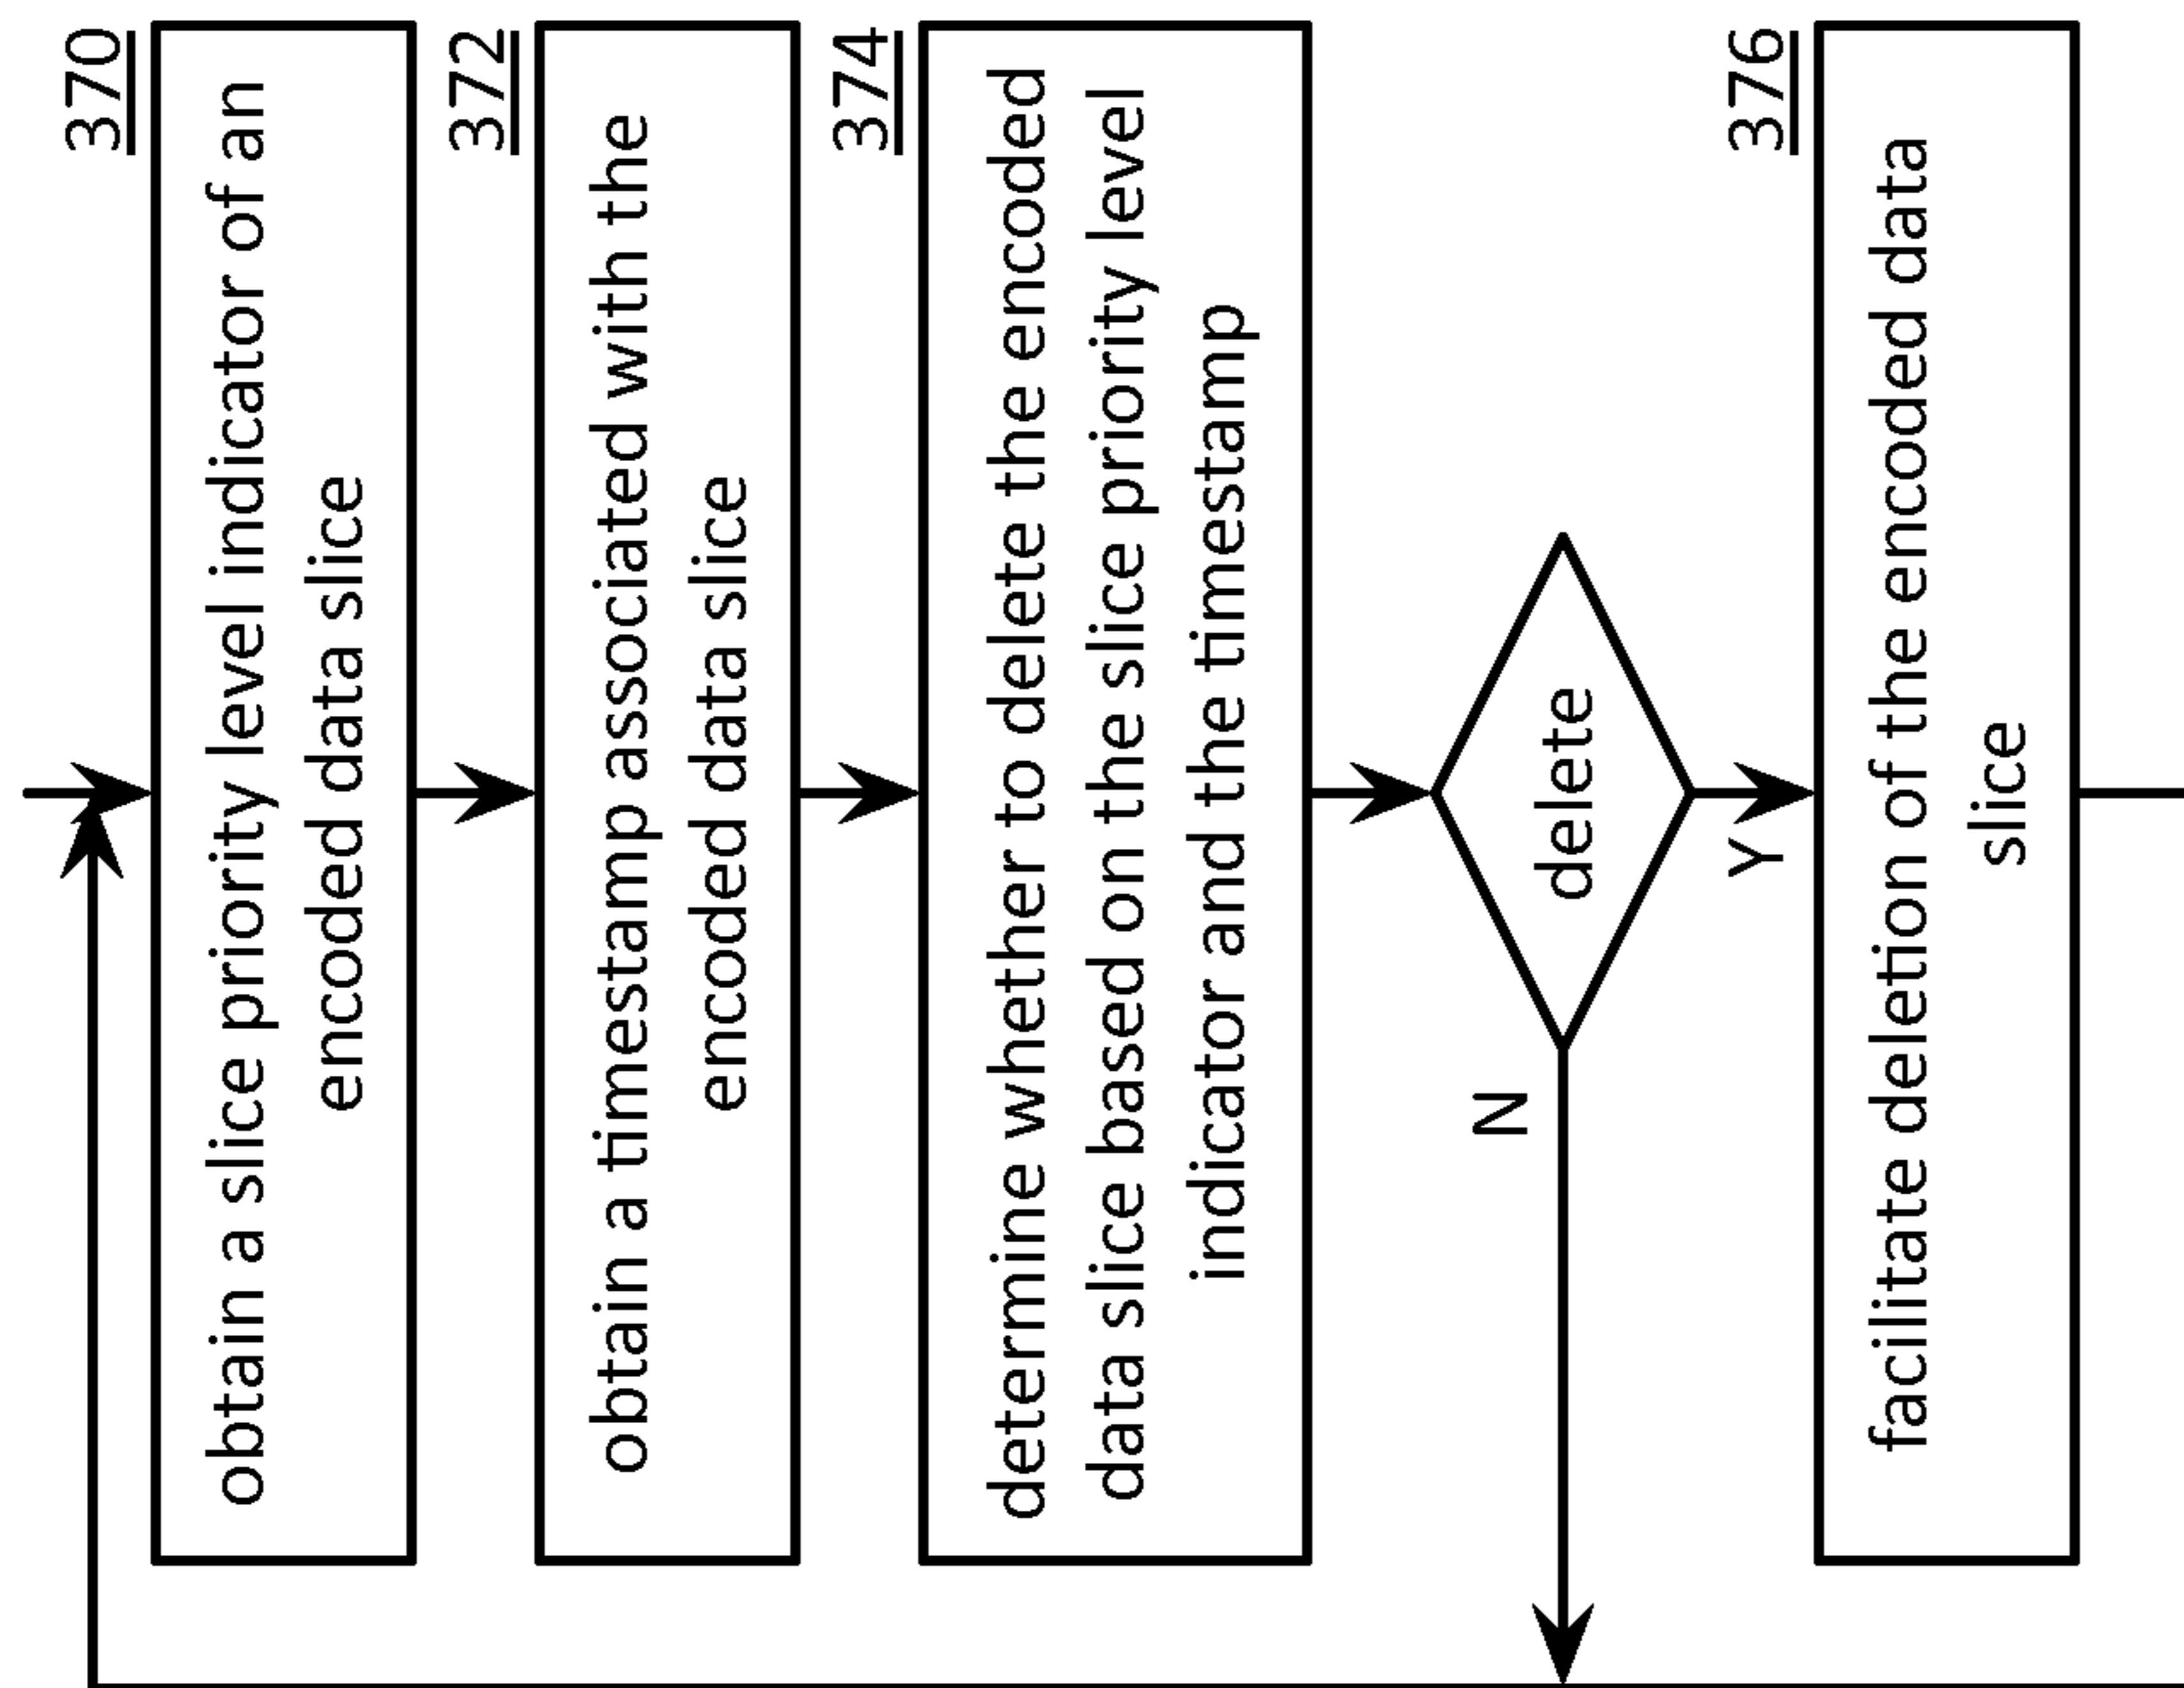 370
obtain a slice priority level indicator of an
encoded data slice
372
obtain a timestamp associated with the
encoded data slice
374
determine whether to delete the encoded
data slice based on the slice priority level
indicator and the timestamp
delete
N
Y
376
facilitate deletion of the encoded data
slice